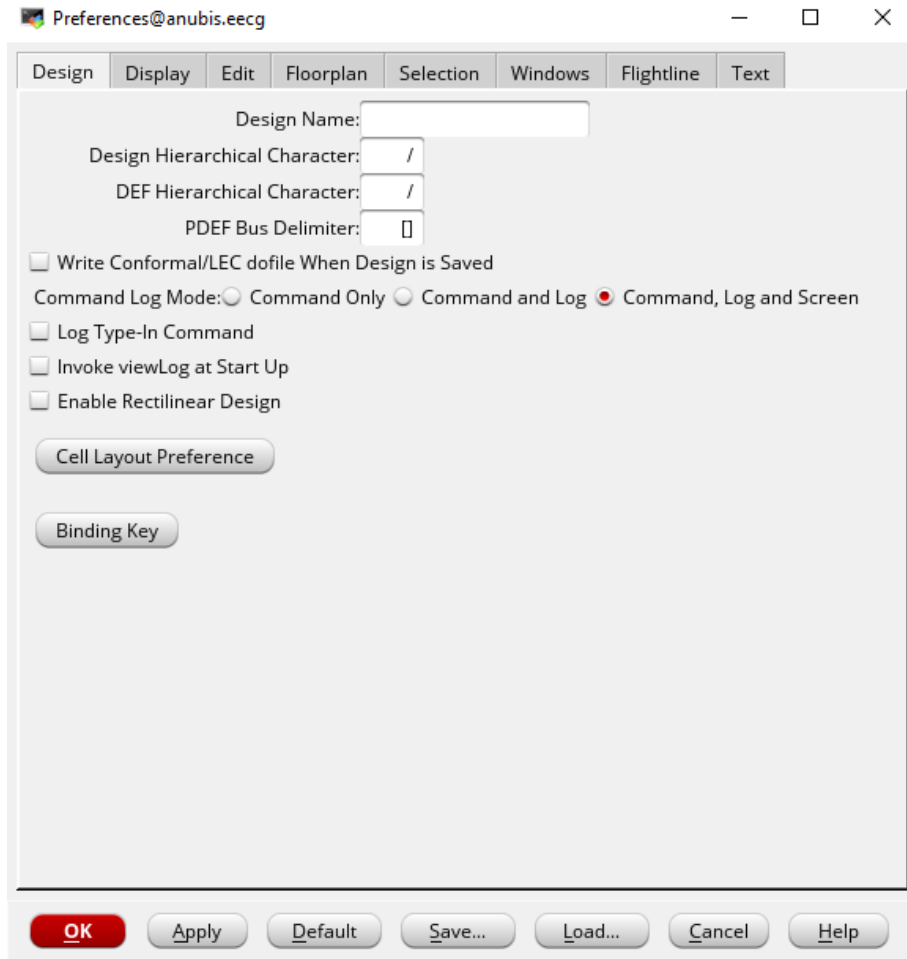 Preferences@anubis.eecg
Design Display Edit Floorplan Selection Windows Flightline Text
Design Name:
Design Hierarchical Character: /
DEF Hierarchical Character: /
PDEF Bus Delimiter: []
Write Conformal/LEC dofile When Design is Saved
Command Log Mode: Command Only Command and Log Command, Log and Screen
Log Type-In Command
Invoke viewLog at Start Up
Enable Rectilinear Design
Cell Layout Preference
Binding Key
OK Apply Default Save... Load... Cancel Help